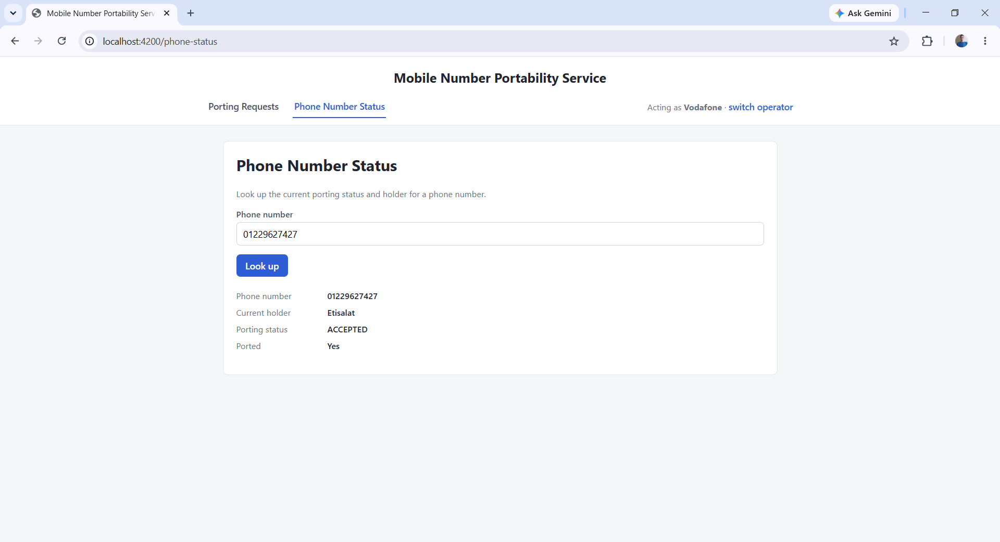 Mobile Number Portability Serv
Ask Gemini
localhost:4200/phone-status
Mobile Number Portability Service
Porting Requests
Phone Number Status
Acting as Vodafone · switch operator
Phone Number Status
Look up the current porting status and holder for a phone number.
Phone number
01229627427
Look up
Phone number 01229627427
Current holder Etisalat
Porting status ACCEPTED
Ported Yes